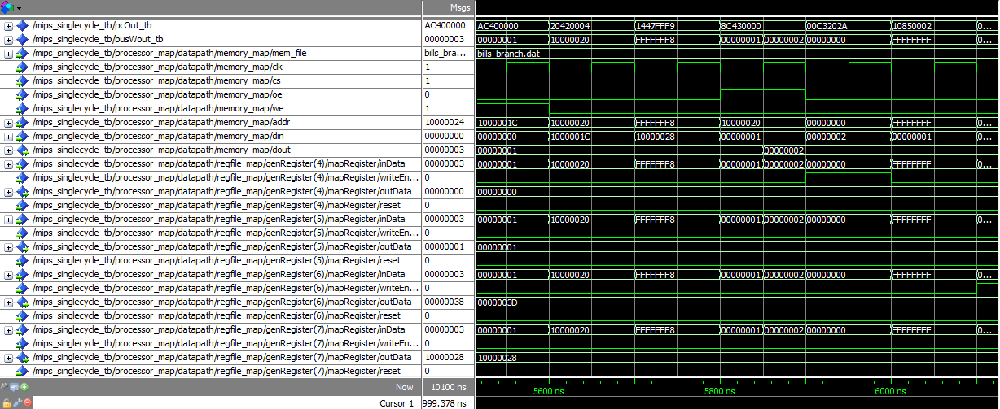 Msgs
/mips_singlecycle_tb/pcOut_tb AC400000 AC400000 20420004 1447FFF9 8C430000 00C3202A 10850002 0...
/mips_singlecycle_tb/busWout_tb 00000003 00000001 10000020 FFFFFFF8 00000001 00000002 00000000 FFFFFFFF 0...
/mips_singlecycle_tb/processor_map/datapath/memory_map/mem_file bills_bra... bills_branch.dat
/mips_singlecycle_tb/processor_map/datapath/memory_map/clk 1
/mips_singlecycle_tb/processor_map/datapath/memory_map/cs 1
/mips_singlecycle_tb/processor_map/datapath/memory_map/oe 0
/mips_singlecycle_tb/processor_map/datapath/memory_map/we 1
/mips_singlecycle_tb/processor_map/datapath/memory_map/addr 10000024 1000001C 10000020 FFFFFFF8 10000020 00000000 FFFFFFFF 0...
/mips_singlecycle_tb/processor_map/datapath/memory_map/din 00000000 00000000 1000001C 10000028 00000001 00000002 00000001 0...
/mips_singlecycle_tb/processor_map/datapath/memory_map/dout 00000003 00000001 00000002
/mips_singlecycle_tb/processor_map/datapath/regfile_map/genRegister(4)/mapRegister/inData 00000003 00000001 10000020 FFFFFFF8 00000001 00000002 00000000 FFFFFFFF 0...
/mips_singlecycle_tb/processor_map/datapath/regfile_map/genRegister(4)/mapRegister/writeEn... 0
/mips_singlecycle_tb/processor_map/datapath/regfile_map/genRegister(4)/mapRegister/outData 00000000 00000000
/mips_singlecycle_tb/processor_map/datapath/regfile_map/genRegister(4)/mapRegister/reset 0
/mips_singlecycle_tb/processor_map/datapath/regfile_map/genRegister(5)/mapRegister/inData 00000003 00000001 10000020 FFFFFFF8 00000001 00000002 00000000 FFFFFFFF 0...
/mips_singlecycle_tb/processor_map/datapath/regfile_map/genRegister(5)/mapRegister/writeEn... 0
/mips_singlecycle_tb/processor_map/datapath/regfile_map/genRegister(5)/mapRegister/outData 00000001 00000001
/mips_singlecycle_tb/processor_map/datapath/regfile_map/genRegister(5)/mapRegister/reset 0
/mips_singlecycle_tb/processor_map/datapath/regfile_map/genRegister(6)/mapRegister/inData 00000003 00000001 10000020 FFFFFFF8 00000001 00000002 00000000 FFFFFFFF 0...
/mips_singlecycle_tb/processor_map/datapath/regfile_map/genRegister(6)/mapRegister/writeEn... 0
/mips_singlecycle_tb/processor_map/datapath/regfile_map/genRegister(6)/mapRegister/outData 00000038 0000003D
/mips_singlecycle_tb/processor_map/datapath/regfile_map/genRegister(6)/mapRegister/reset 0
/mips_singlecycle_tb/processor_map/datapath/regfile_map/genRegister(7)/mapRegister/inData 00000003 00000001 10000020 FFFFFFF8 00000001 00000002 00000000 FFFFFFFF 0...
/mips_singlecycle_tb/processor_map/datapath/regfile_map/genRegister(7)/mapRegister/writeEn... 0
/mips_singlecycle_tb/processor_map/datapath/regfile_map/genRegister(7)/mapRegister/outData 10000028 10000028
/mips_singlecycle_tb/processor_map/datapath/regfile_map/genRegister(7)/mapRegister/reset 0
Now 10100 ns 5600 ns 5800 ns 6000 ns
Cursor 1 999.378 ns